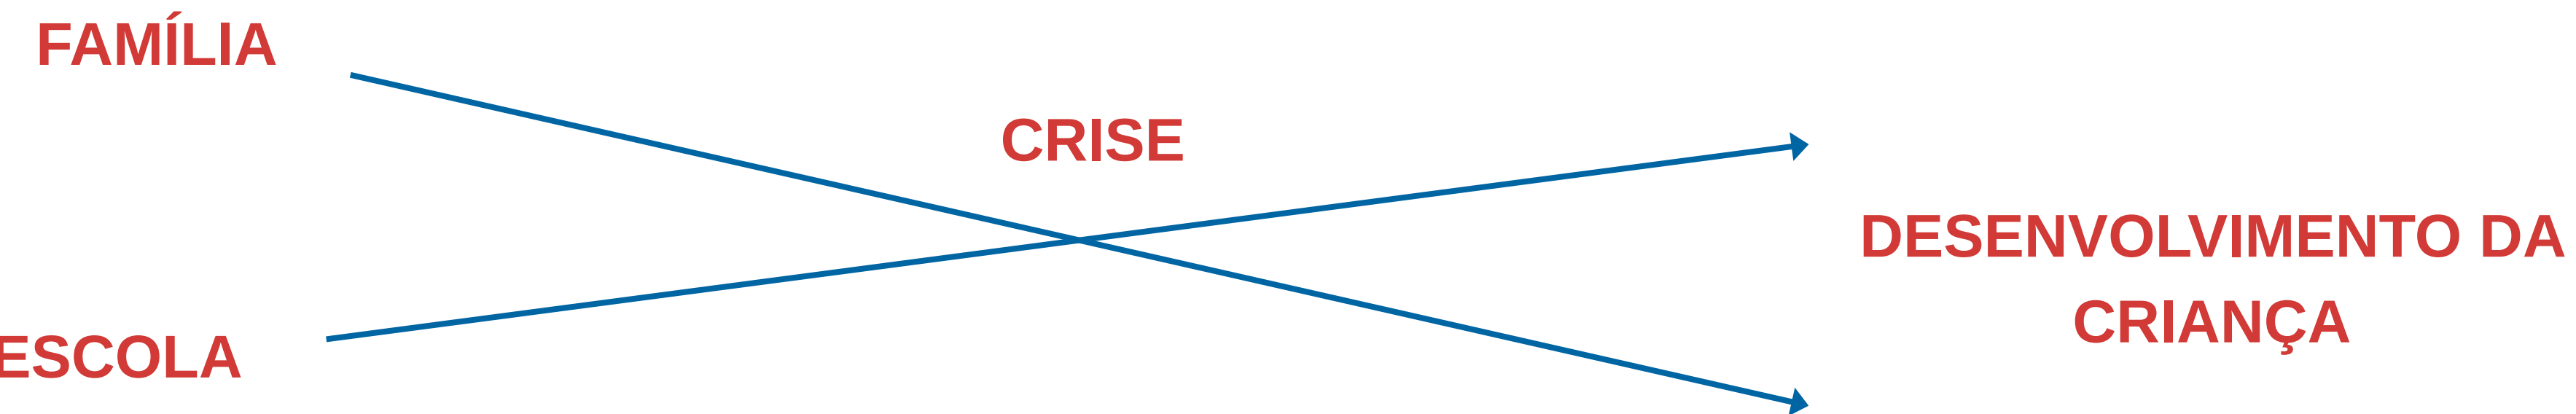 FAMÍLIA
CRISE
DESENVOLVIMENTO DA
CRIANÇA
ESCOLA